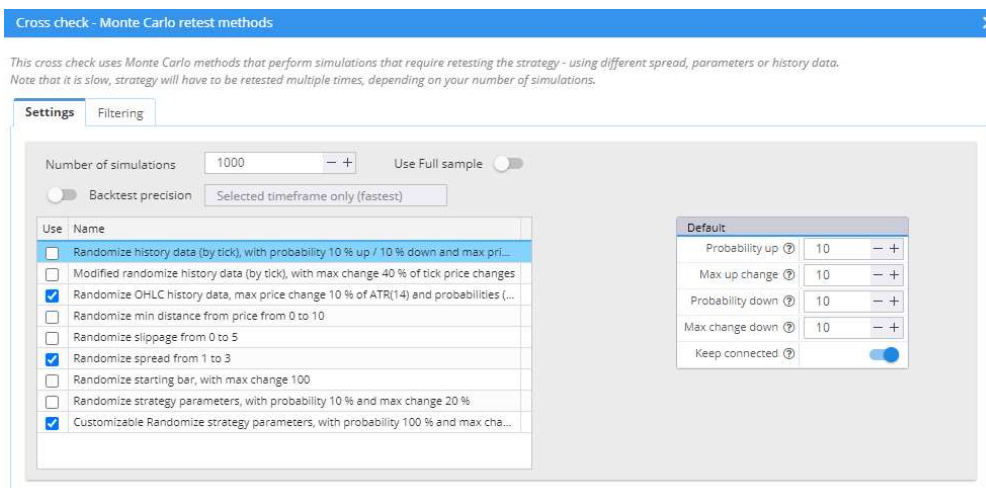 Cross check - Monte Carlo retest methods
This cross check uses Monte Carlo methods that perform simulations that require retesting the strategy - using different spread, parameters or history data.
Note that it is slow, strategy will have to be retested multiple times, depending on your number of simulations.
Settings Filtering
Number of simulations 1000 - + Use Full sample
Backtest precision Selected timeframe only (fastest)
Use Name
Randomize history data (by tick), with probability 10 % up / 10 % down and max pri...
Modified randomize history data (by tick), with max change 40 % of tick price changes
Randomize OHLC history data, max price change 10 % of ATR(14) and probabilities (...
Randomize min distance from price from 0 to 10
Randomize slippage from 0 to 5
Randomize spread from 1 to 3
Randomize starting bar, with max change 100
Randomize strategy parameters, with probability 10 % and max change 20 %
Customizable Randomize strategy parameters, with probability 100 % and max cha...
Default
Probability up ? 10 - +
Max up change ? 10 - +
Probability down ? 10 - +
Max change down ? 10 - +
Keep connected ?